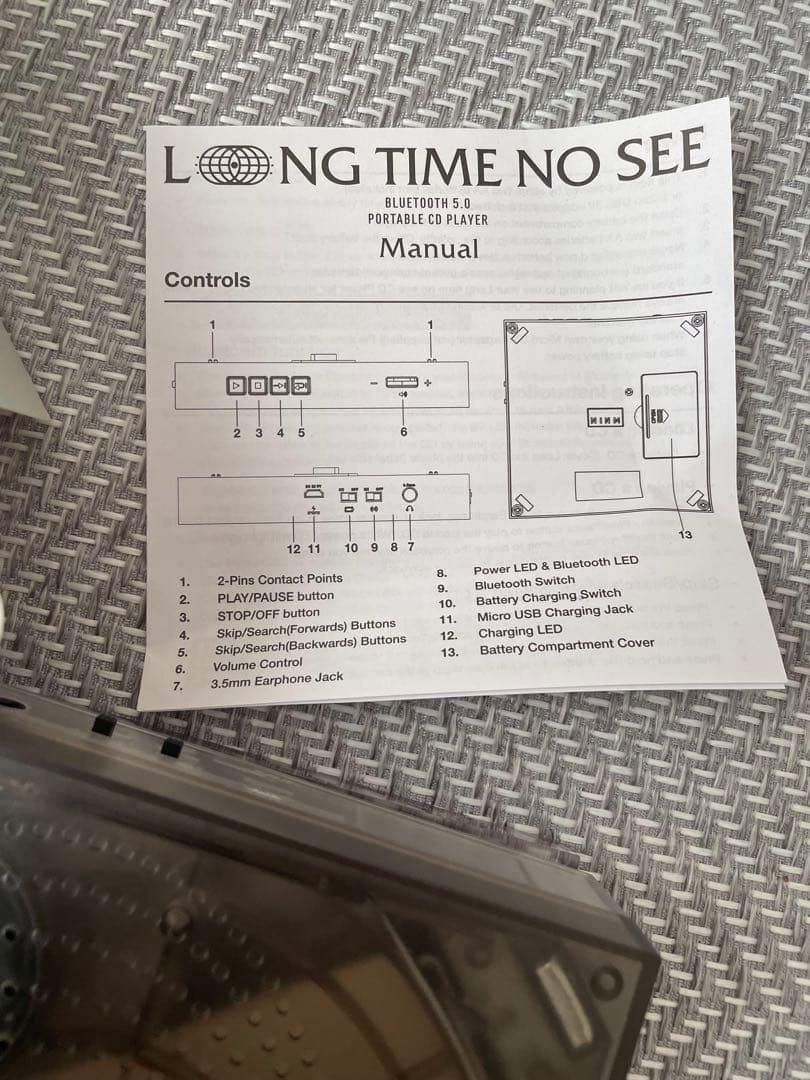 LONG TIME NO SEE
BLUETOOTH 5.0
PORTABLE CD PLAYER
Manual
Controls
1 1
2 3 4 5 6
12 11 10 9 8 7
13
1. 2-Pins Contact Points
2. PLAY/PAUSE button
3. STOP/OFF button
4. Skip/Search(Forwards) Buttons
5. Skip/Search(Backwards) Buttons
6. Volume Control
7. 3.5mm Earphone Jack
8. Power LED & Bluetooth LED
9. Bluetooth Switch
10. Battery Charging Switch
11. Micro USB Charging Jack
12. Charging LED
13. Battery Compartment Cover